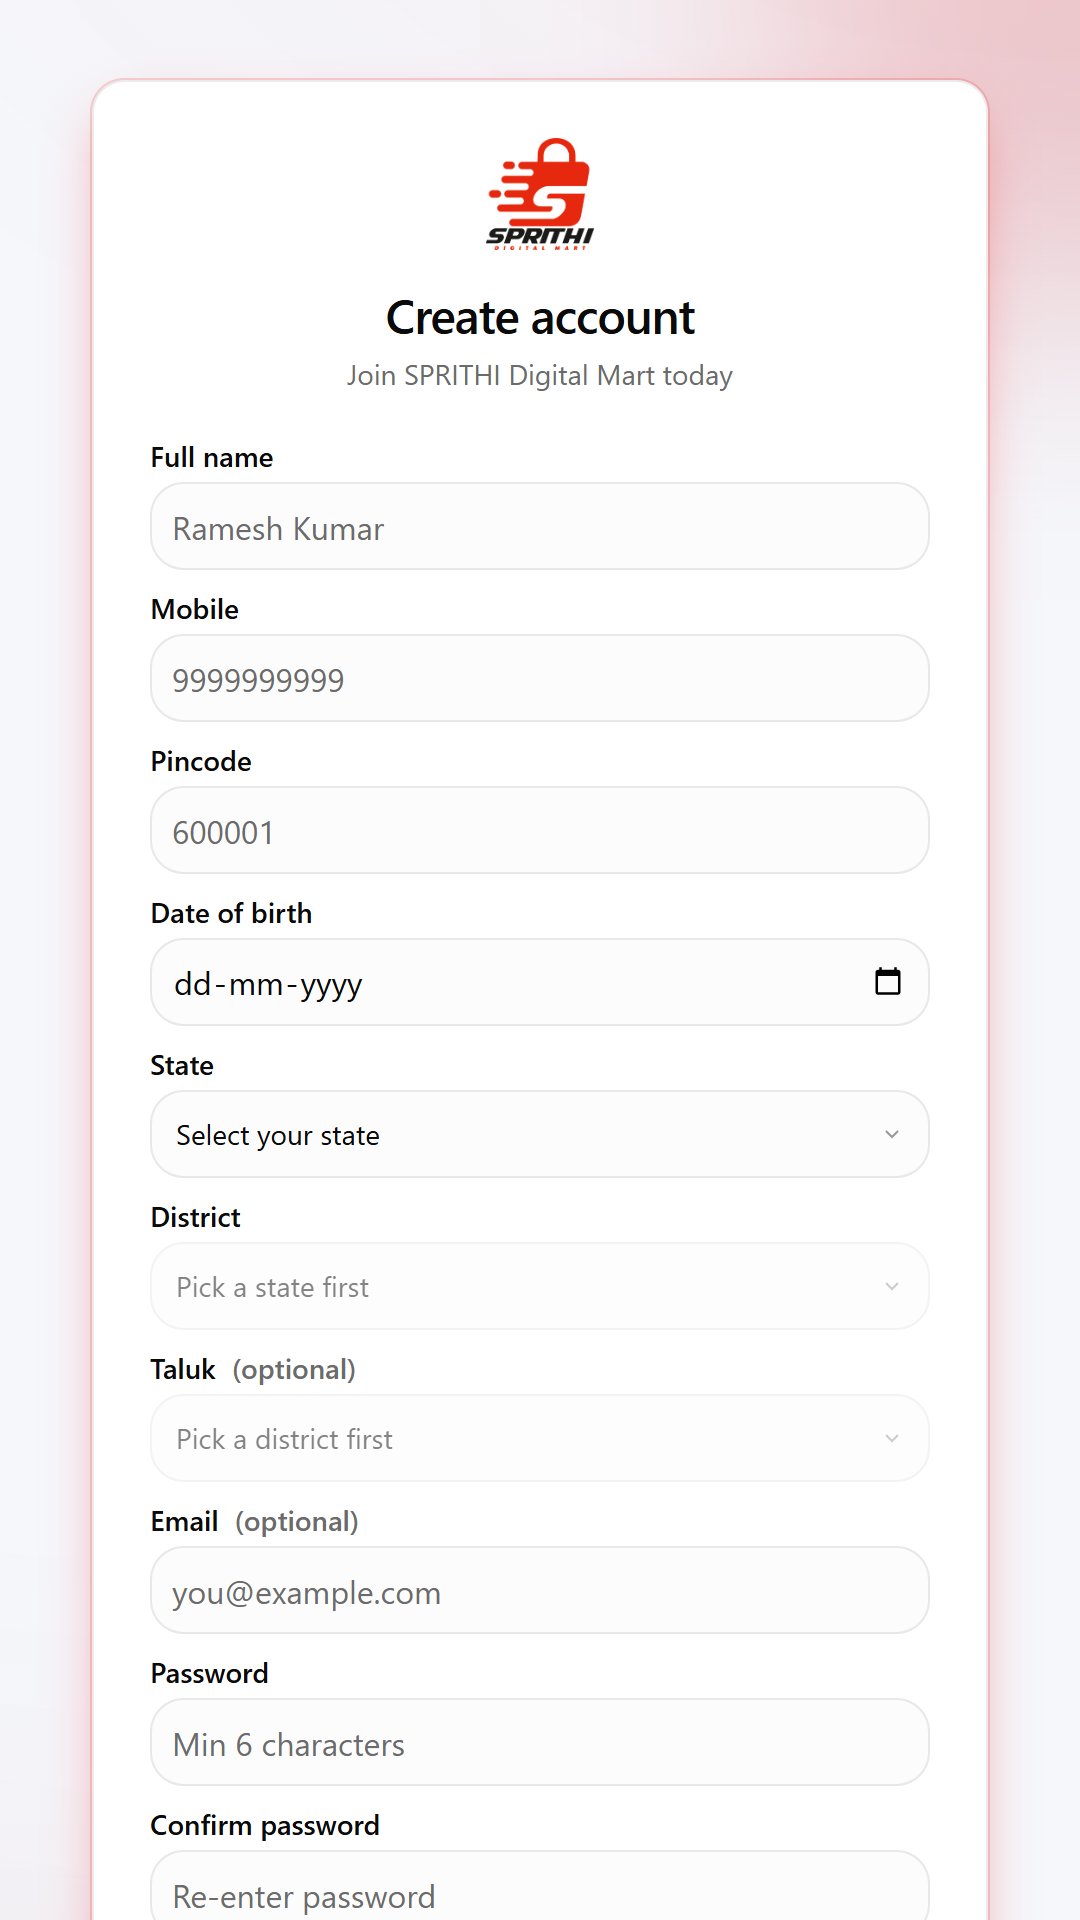 SPRITHI
DIGITAL MART
Create account
Join SPRITHI Digital Mart today
Full name
Ramesh Kumar
Mobile
9999999999
Pincode
600001
Date of birth
dd-mm-yyyy
State
Select your state
District
Pick a state first
Taluk (optional)
Pick a district first
Email (optional)
you@example.com
Password
Min 6 characters
Confirm password
Re-enter password